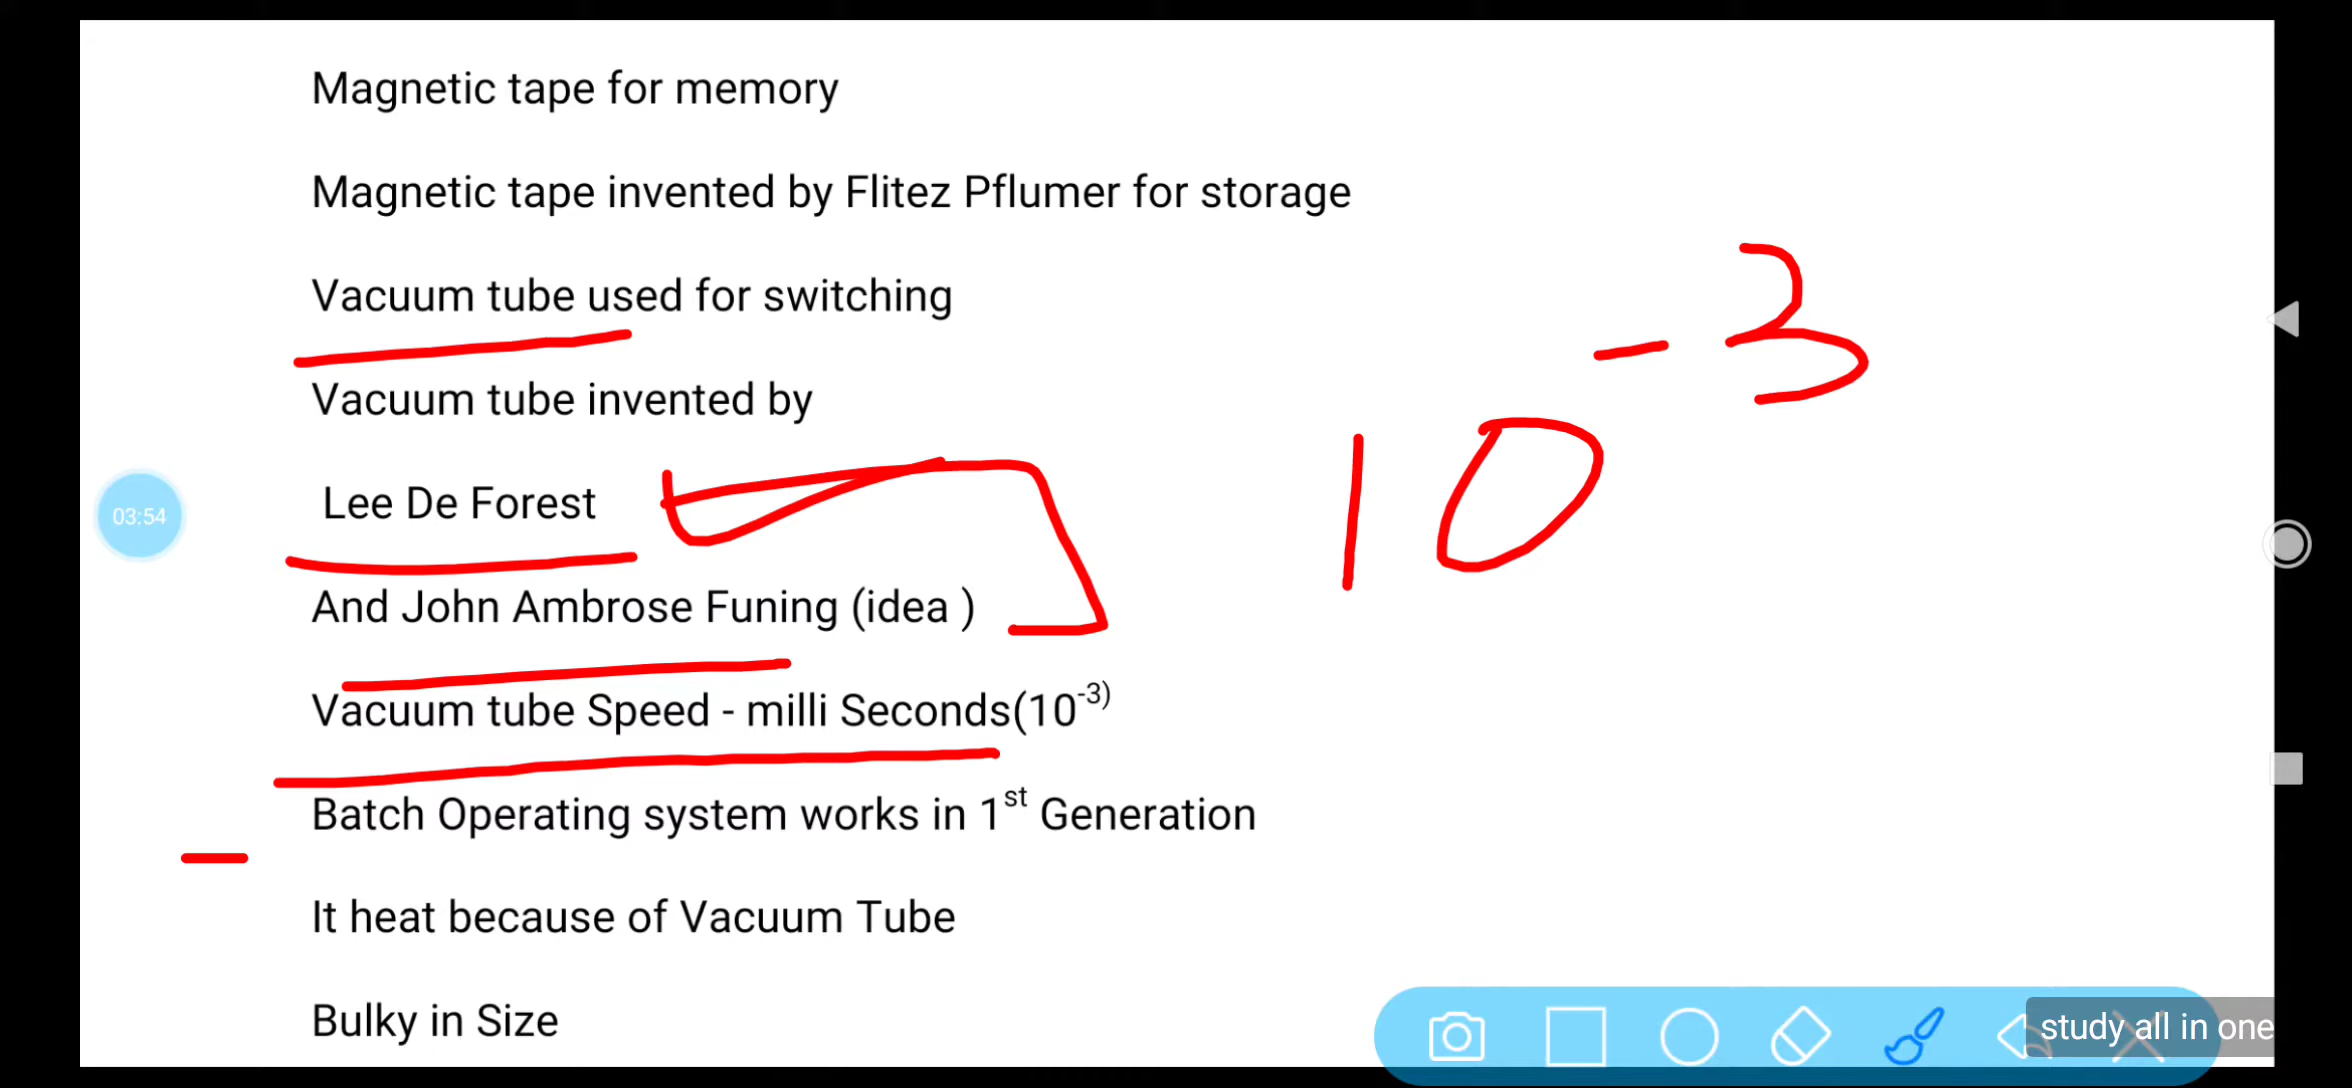 Magnetic tape for memory
Magnetic tape invented by Flitez Pflumer for storage
Vacuum tube used for switching
Vacuum tube invented by
Lee De Forest
And John Ambrose Funing (idea )
Vacuum tube Speed - milli Seconds(10⁻³⁾
Batch Operating system works in 1ˢᵗ Generation
It heat because of Vacuum Tube
Bulky in Size
10⁻³
03:54
study all in one